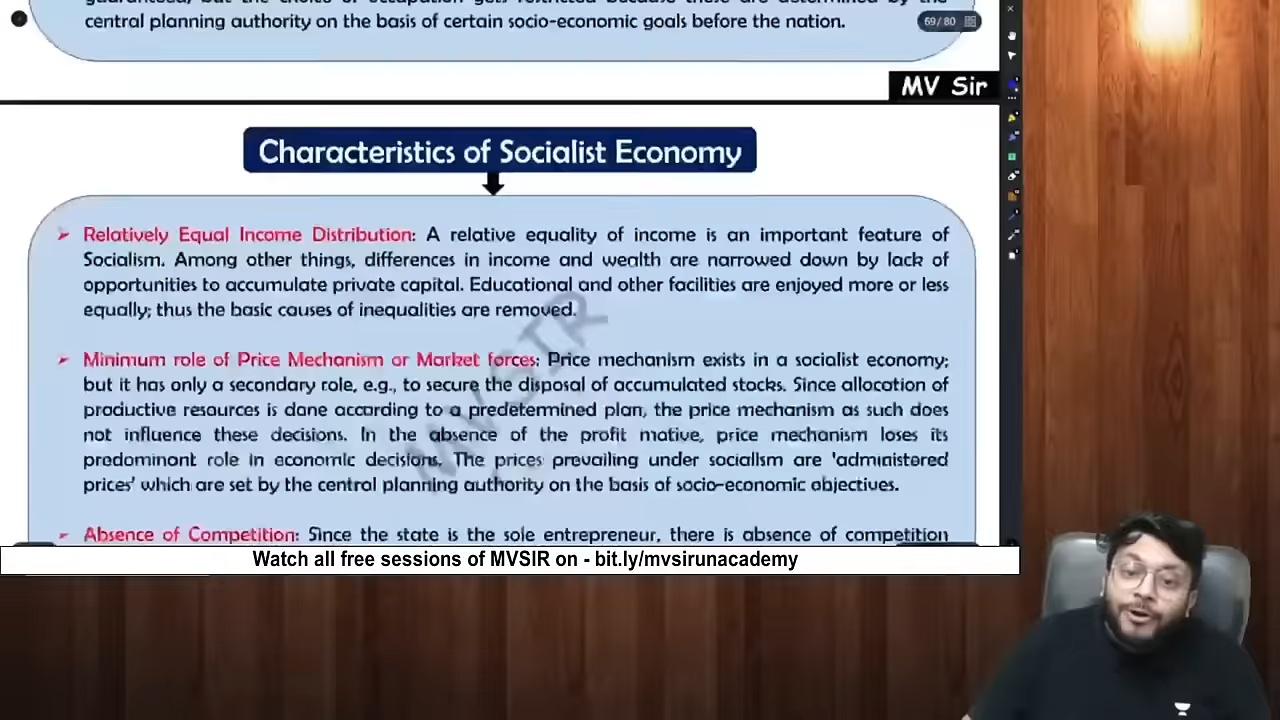 central planning authority on the basis of certain socio-economic goals before the nation.
69 / 80
MV Sir
Characteristics of Socialist Economy
➢ Relatively Equal Income Distribution: A relative equality of income is an important feature of
Socialism. Among other things, differences in income and wealth are narrowed down by lack of
opportunities to accumulate private capital. Educational and other facilities are enjoyed more or less
equally; thus the basic causes of inequalities are removed.
➢ Minimum role of Price Mechanism or Market forces: Price mechanism exists in a socialist economy;
but it has only a secondary role, e.g., to secure the disposal of accumulated stocks. Since allocation of
productive resources is done according to a predetermined plan, the price mechanism as such does
not influence these decisions. In the absence of the profit motive, price mechanism loses its
predominant role in economic decisions. The prices prevailing under socialism are 'administered
prices' which are set by the central planning authority on the basis of socio-economic objectives.
MVSIR
➢ Absence of Competition: Since the state is the sole entrepreneur, there is absence of competition
Watch all free sessions of MVSIR on - bit.ly/mvsirunacademy